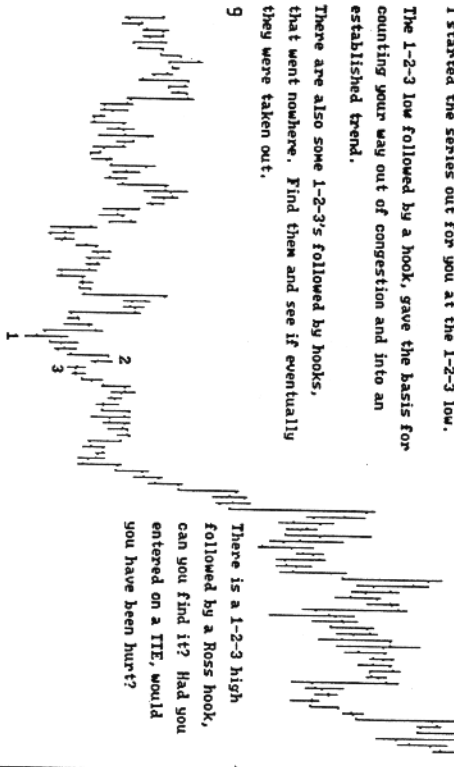 I started the series out for you at the 1-2-3 low.
The 1-2-3 low followed by a hook, gave the basis for
counting your way out of congestion and into an
established trend.
There are also some 1-2-3's followed by hooks,
that went nowhere. Find them and see if eventually
they were taken out.
1
2
3
There is a 1-2-3 high
followed by a Ross hook,
can you find it? Had you
entered on a TTE, would
you have been hurt?